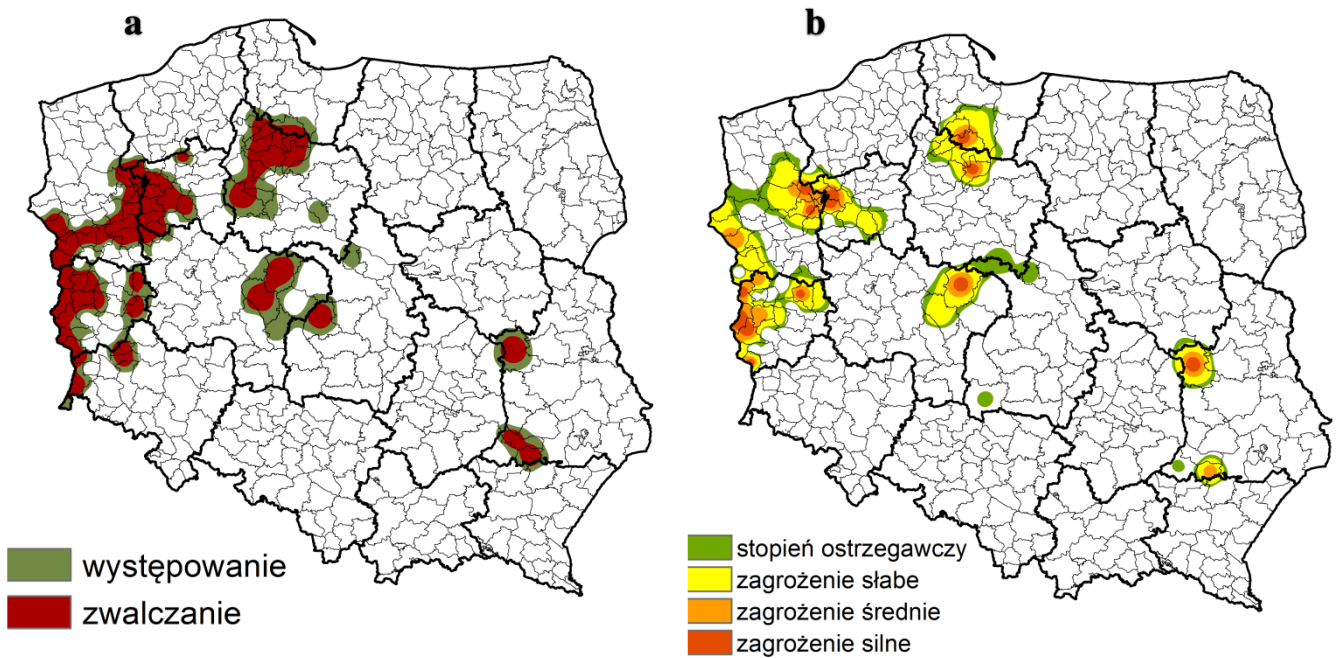 a
b
występowanie
zwalczanie
stopień ostrzegawczy
zagrożenie słabe
zagrożenie średnie
zagrożenie silne